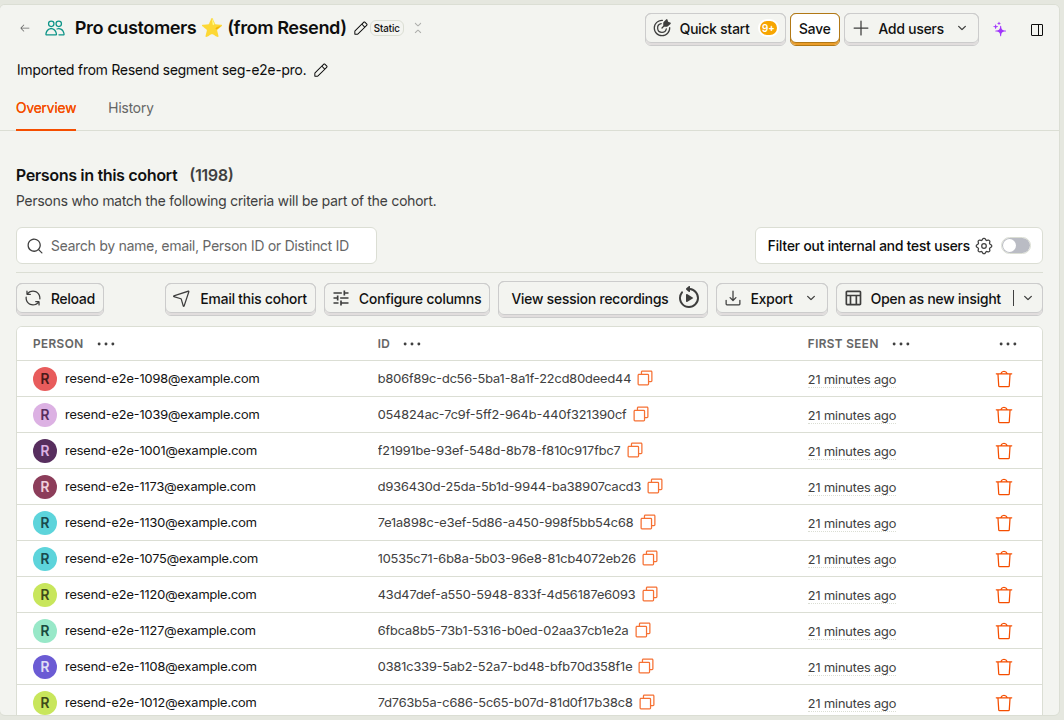 Pro customers ⭐ (from Resend) Static
Quick start 9+ Save Add users
Imported from Resend segment seg-e2e-pro.
Overview History
Persons in this cohort (1198)
Persons who match the following criteria will be part of the cohort.
Search by name, email, Person ID or Distinct ID
Filter out internal and test users
Reload Email this cohort Configure columns View session recordings Export Open as new insight
PERSON ID FIRST SEEN
R resend-e2e-1098@example.com b806f89c-dc56-5ba1-8a1f-22cd80deed44 21 minutes ago
R resend-e2e-1039@example.com 054824ac-7c9f-5ff2-964b-440f321390cf 21 minutes ago
R resend-e2e-1001@example.com f21991be-93ef-548d-8b78-f810c917fbc7 21 minutes ago
R resend-e2e-1173@example.com d936430d-25da-5b1d-9944-ba38907cacd3 21 minutes ago
R resend-e2e-1130@example.com 7e1a898c-e3ef-5d86-a450-998f5bb54c68 21 minutes ago
R resend-e2e-1075@example.com 10535c71-6b8a-5b03-96e8-81cb4072eb26 21 minutes ago
R resend-e2e-1120@example.com 43d47def-a550-5948-833f-4d56187e6093 21 minutes ago
R resend-e2e-1127@example.com 6fbca8b5-73b1-5316-b0ed-02aa37cb1e2a 21 minutes ago
R resend-e2e-1108@example.com 0381c339-5ab2-52a7-bd48-bfb70d358f1e 21 minutes ago
R resend-e2e-1012@example.com 7d763b5a-c686-5c65-b07d-81d0f17b38c8 21 minutes ago